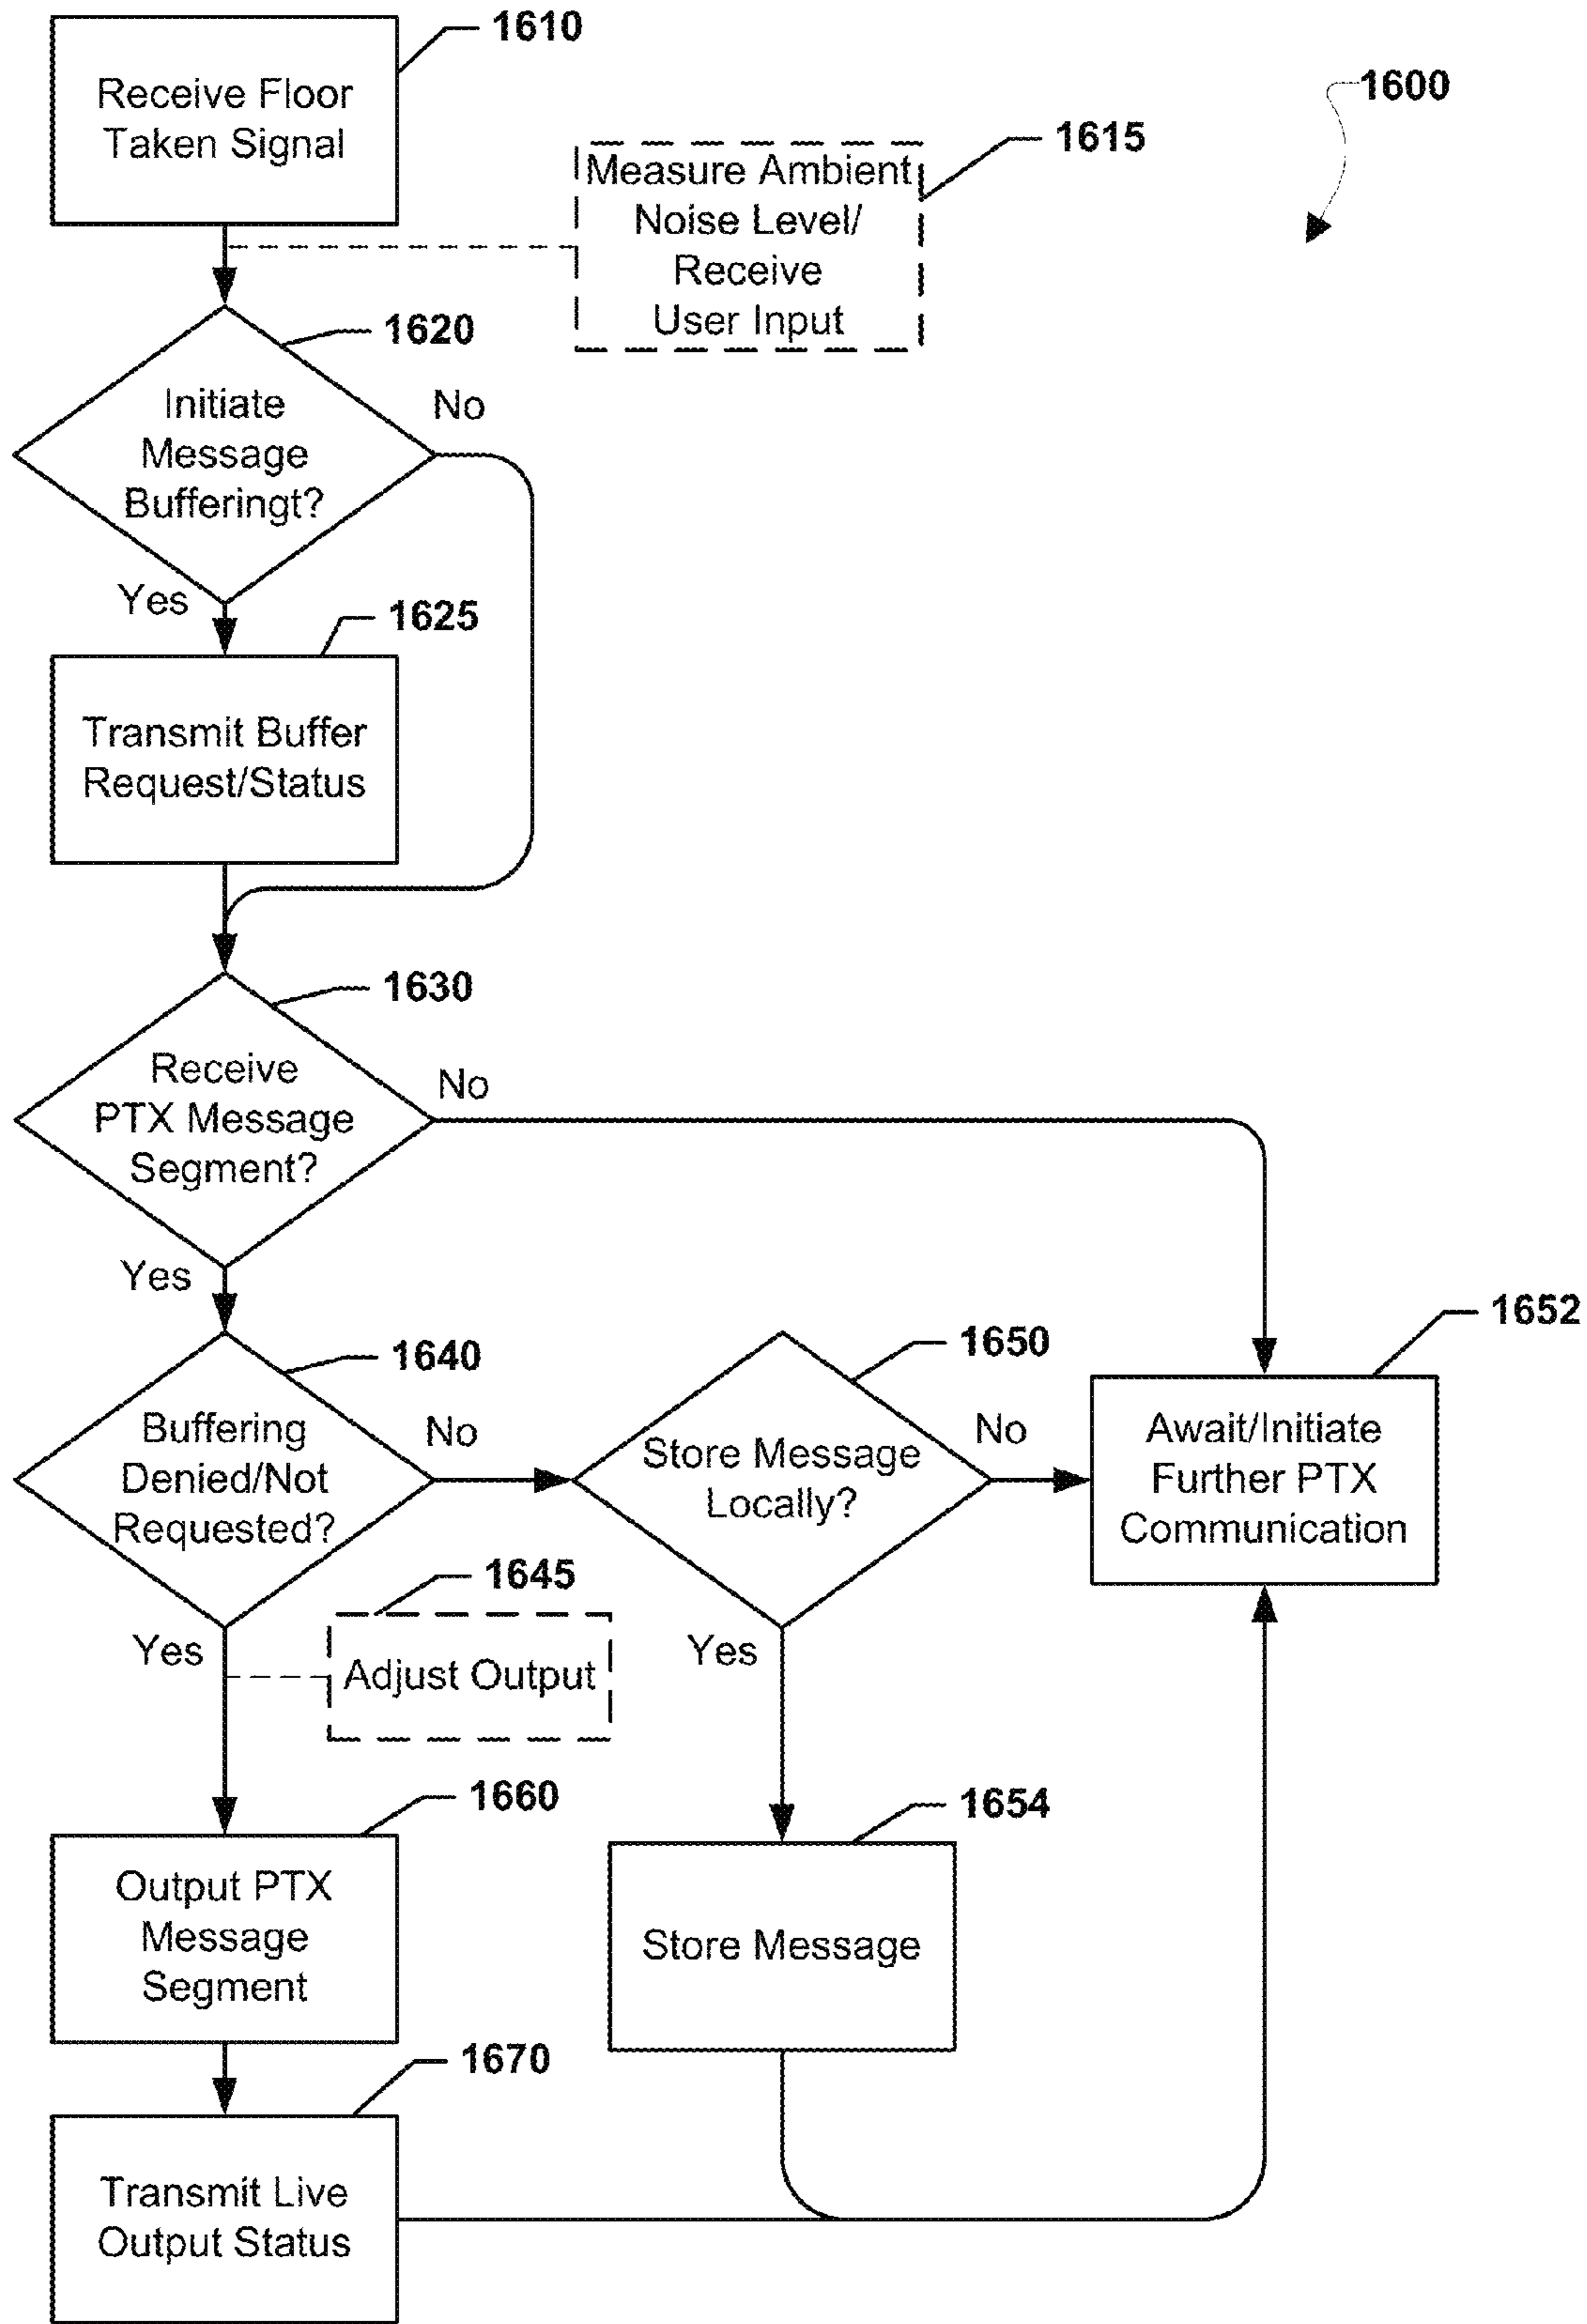 1610
Receive Floor
Taken Signal
1600
1615
Measure Ambient
Noise Level/
Receive
User Input
1620
Initiate
Message
Bufferingt?
No
Yes
1625
Transmit Buffer
Request/Status
1630
Receive
PTX Message
Segment?
No
Yes
1640
Buffering
Denied/Not
Requested?
No
Yes
1650
Store Message
Locally?
No
Yes
1652
Await/Initiate
Further PTX
Communication
1645
Adjust Output
1660
Output PTX
Message
Segment
1654
Store Message
1670
Transmit Live
Output Status